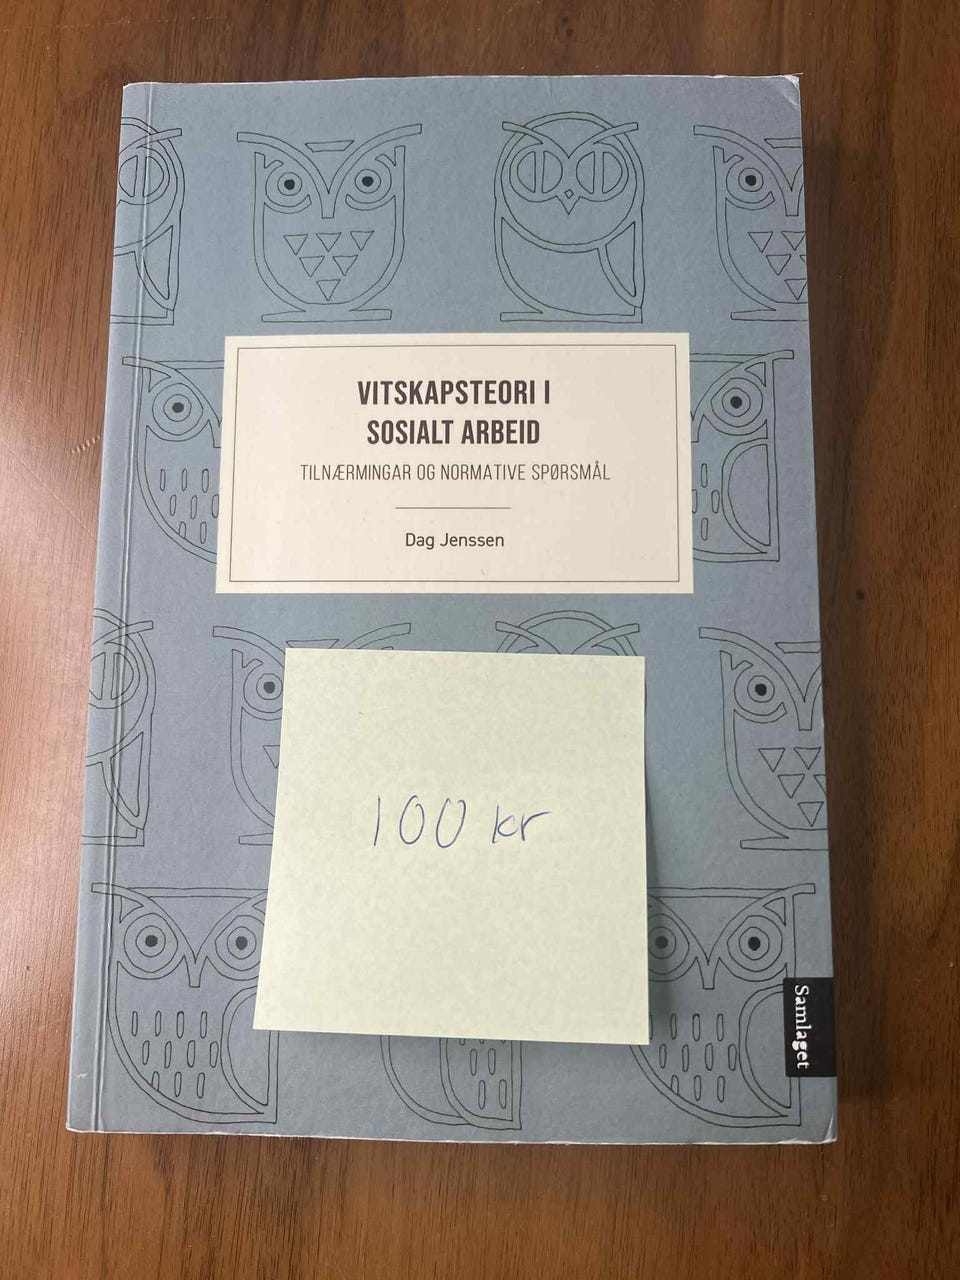 VITSKAPSTEORI I
SOSIALT ARBEID
TILNÆRMINGAR OG NORMATIVE SPØRSMÅL
Dag Jenssen
100 kr
Samlaget